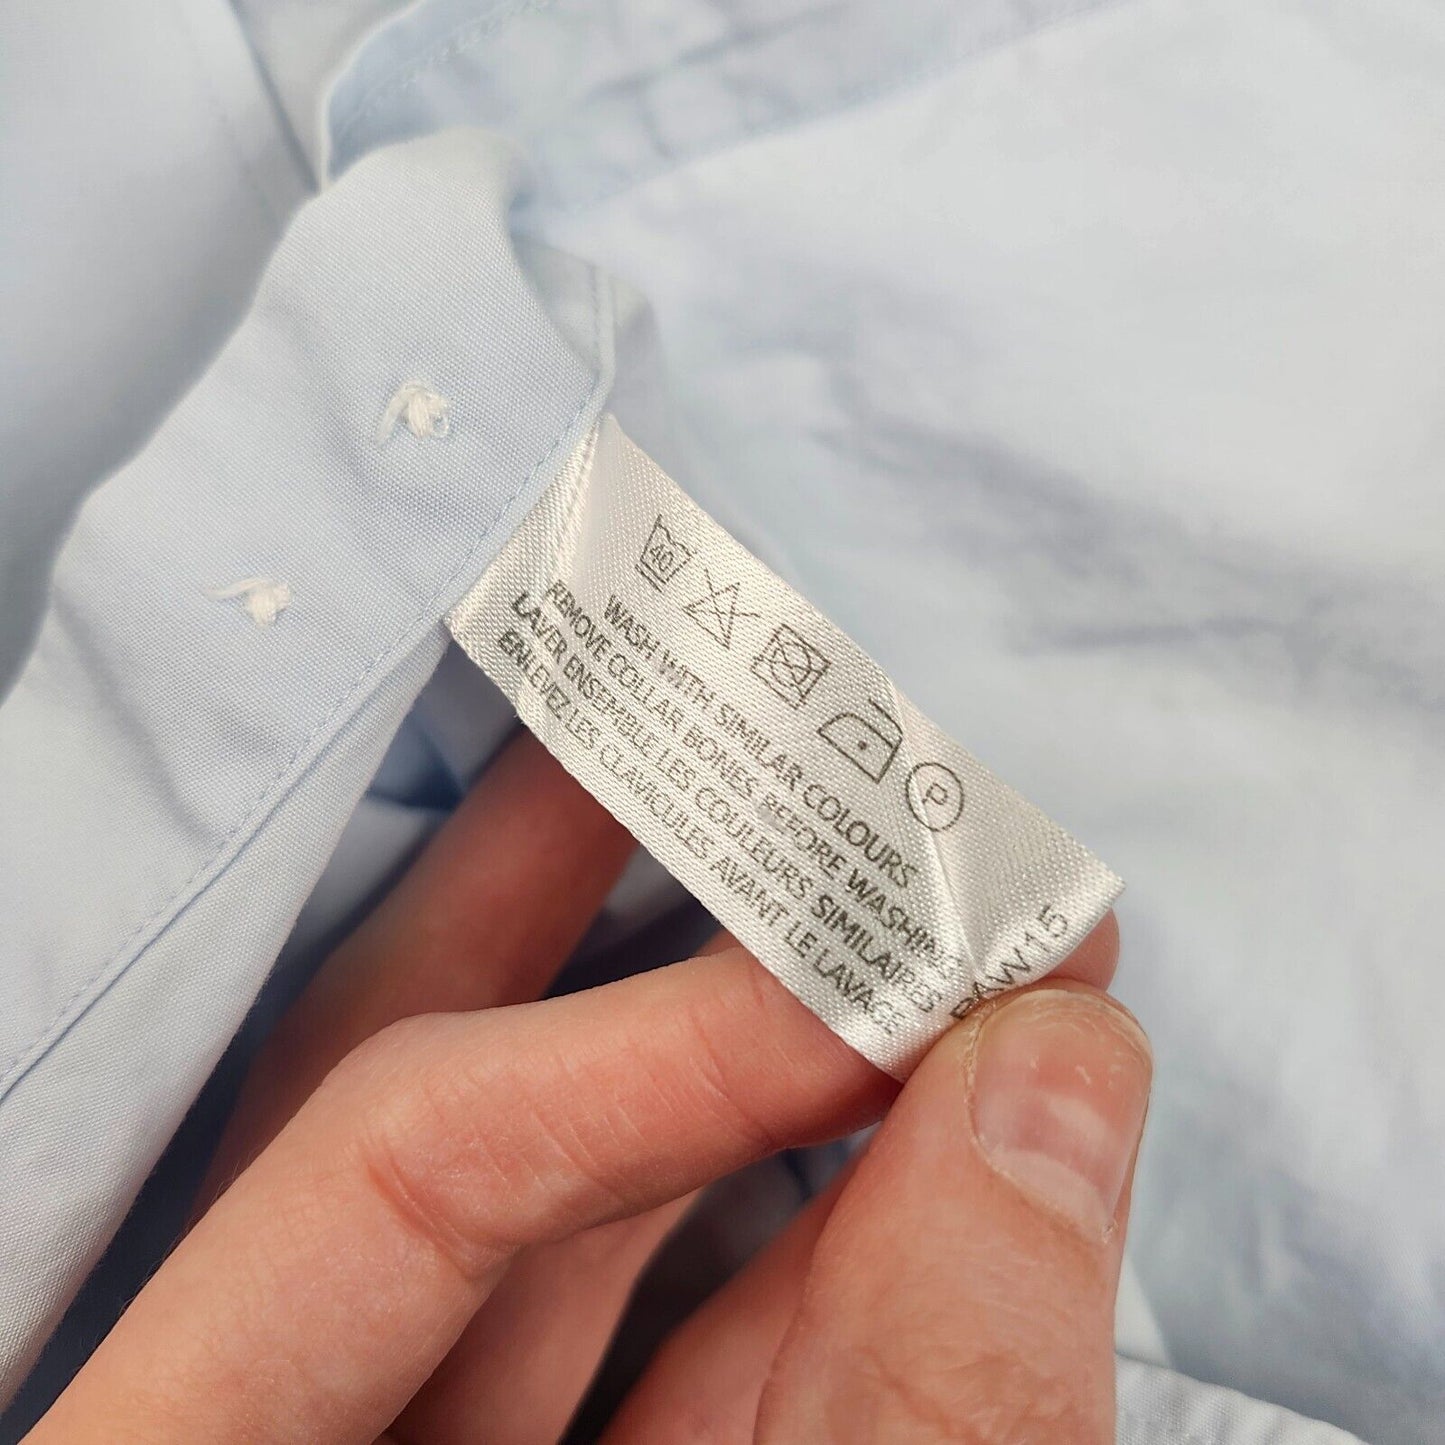 40
P
WASH WITH SIMILAR COLOURS
REMOVE COLLAR BONES BEFORE WASHING
LAVER ENSEMBLE LES COULEURS SIMILAIRES
ENLEVEZ LES CLAVICULES AVANT LE LAVAGE